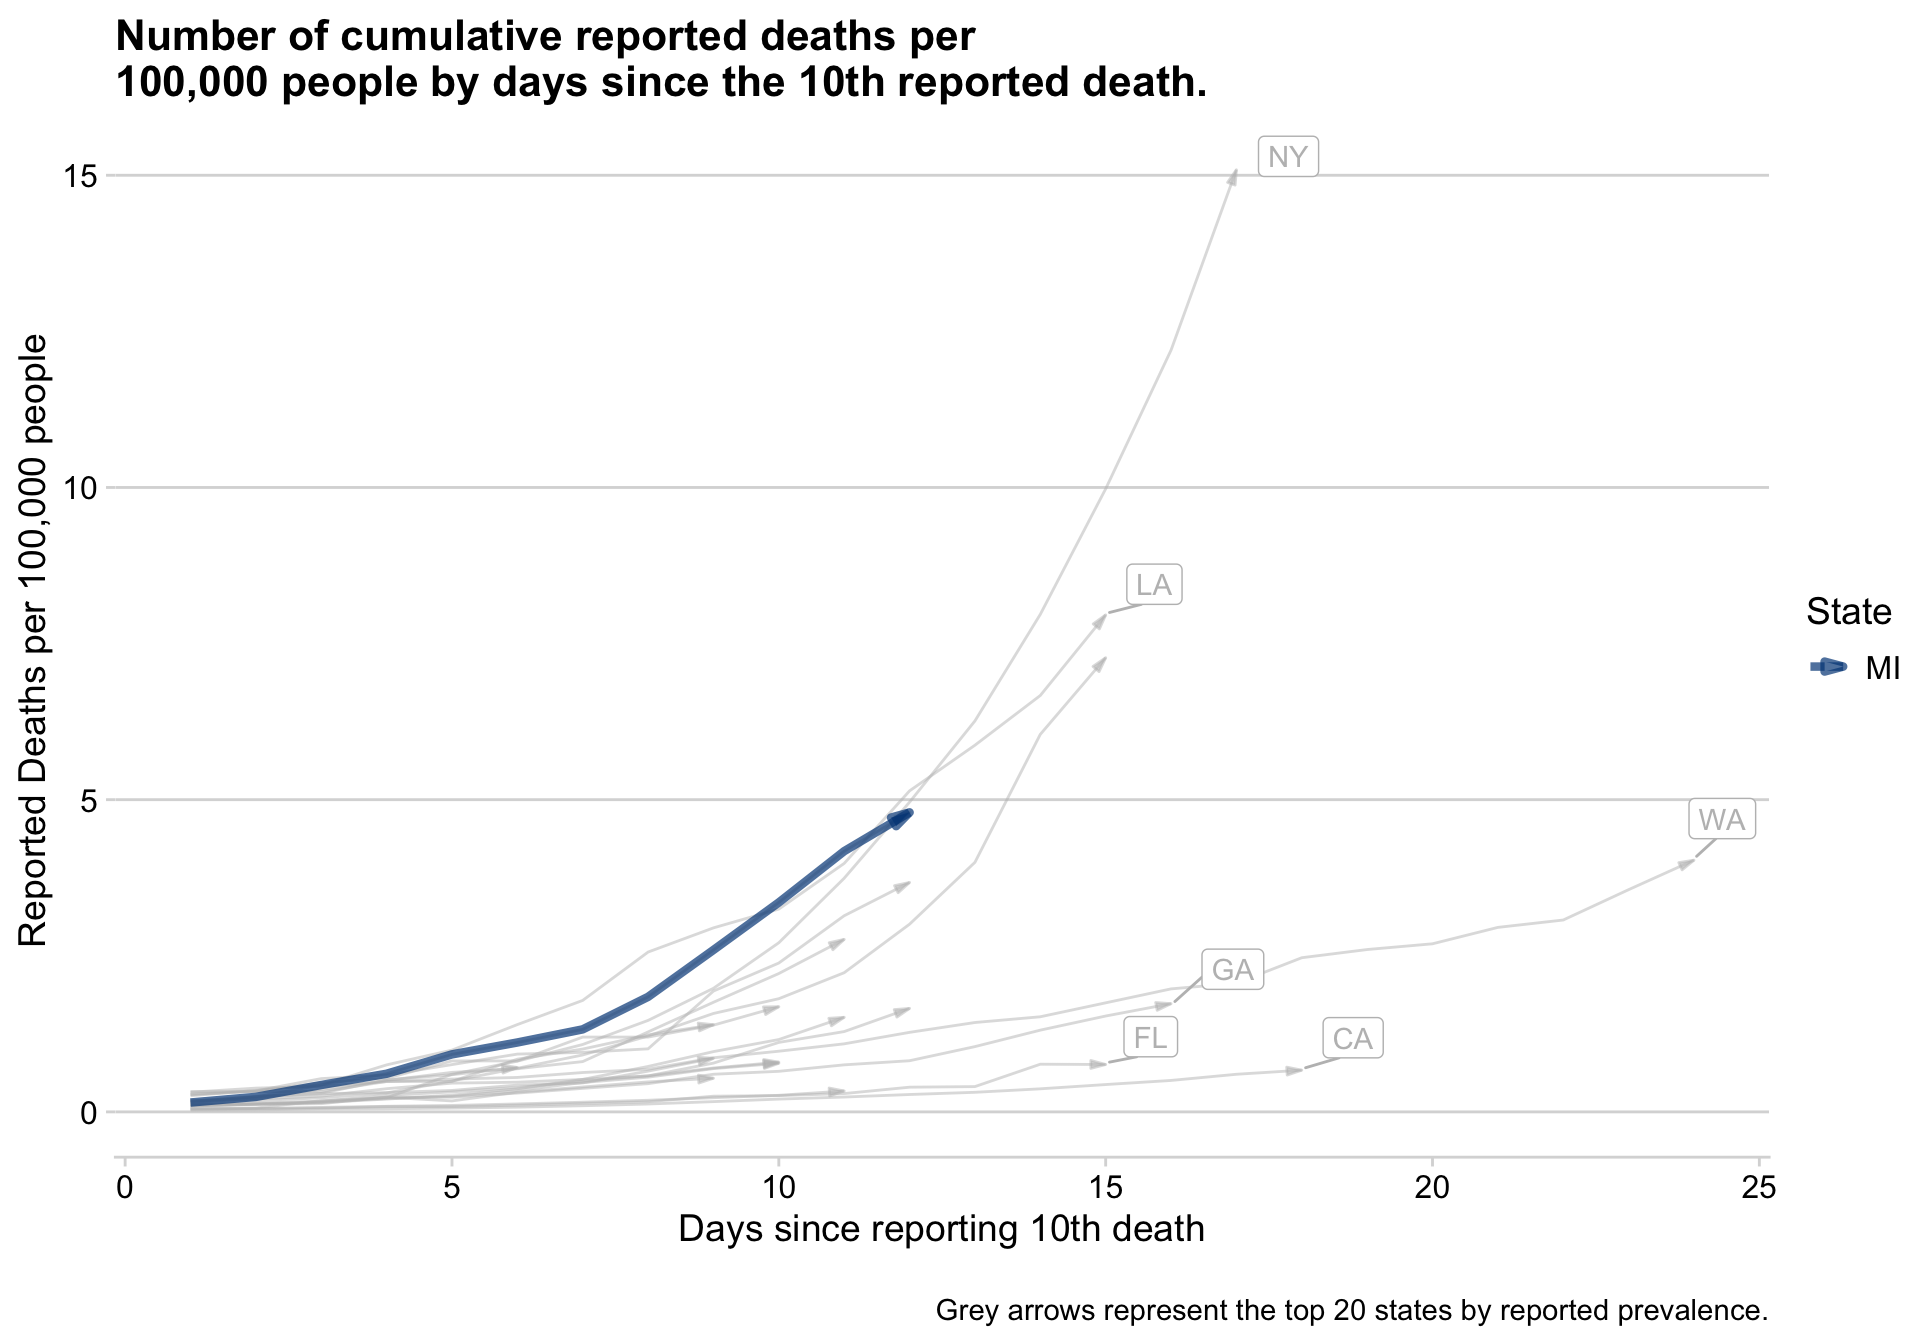 Number of cumulative reported deaths per
100,000 people by days since the 10th reported death.
Reported Deaths per 100,000 people
15
10
5
0
NY
LA
WA
GA
FL
CA
State
MI
0 5 10 15 20 25
Days since reporting 10th death
Grey arrows represent the top 20 states by reported prevalence.